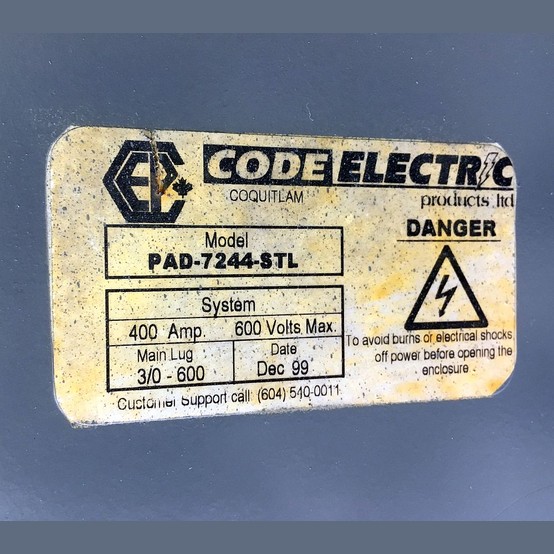 CODE ELECTRIC
COQUITLAM
products ltd
Model
PAD-7244-STL
System
400 Amp. 600 Volts Max.
Main Lug
3/0 - 600
Date
Dec 99
Customer Support call: (604) 540-0011
DANGER
To avoid burns or electrical shocks
off power before opening the
enclosure